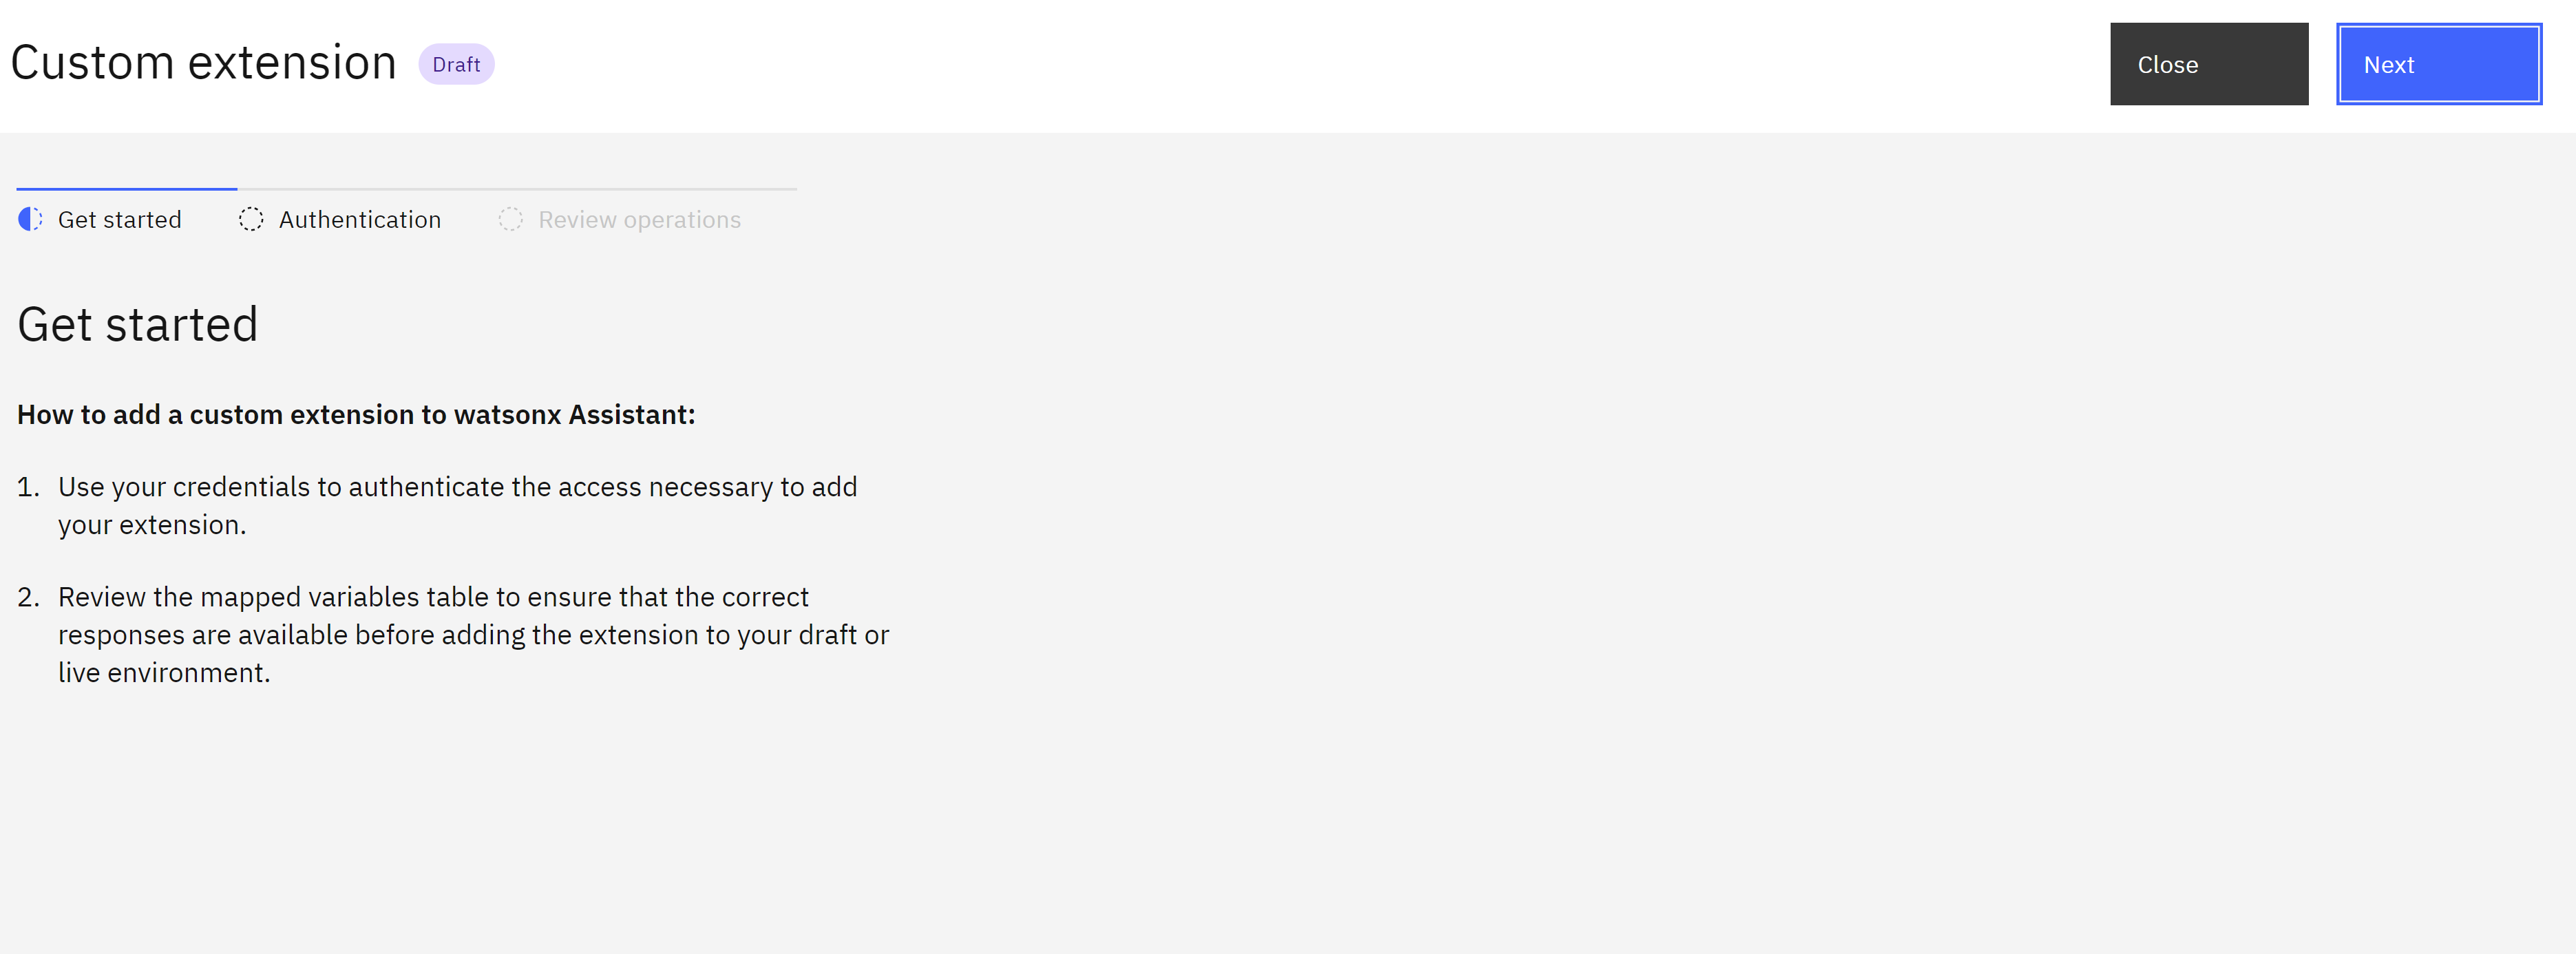 Custom extension Draft Close Next
Get started Authentication Review operations
Get started
How to add a custom extension to watsonx Assistant:
1. Use your credentials to authenticate the access necessary to add
your extension.
2. Review the mapped variables table to ensure that the correct
responses are available before adding the extension to your draft or
live environment.